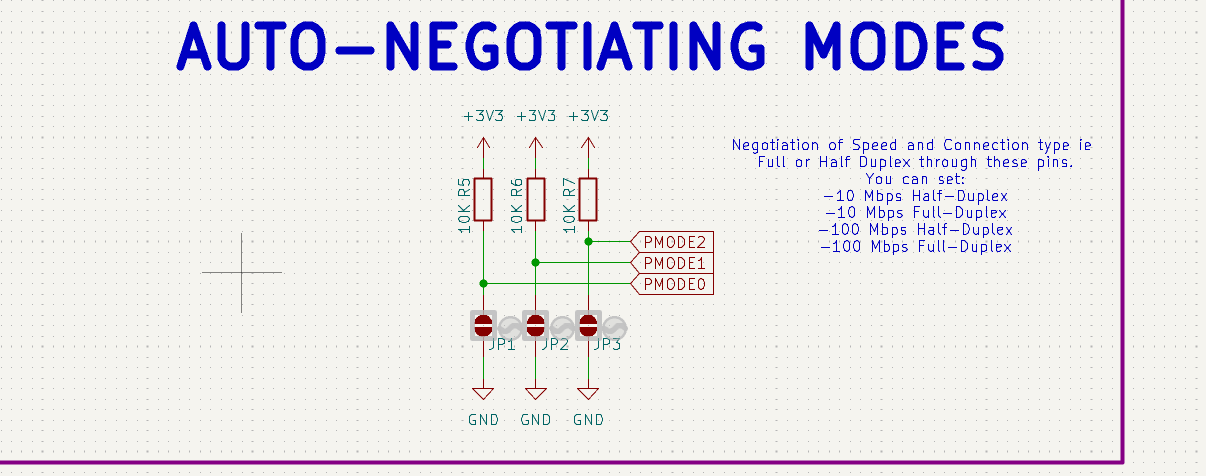 AUTO-NEGOTIATING MODES
+3V3 +3V3 +3V3
Negotiation of Speed and Connection type ie
Full or Half Duplex through these pins.
You can set:
-10 Mbps Half-Duplex
-10 Mbps Full-Duplex
-100 Mbps Half-Duplex
-100 Mbps Full-Duplex
10K R5
10K R6
10K R7
PMODE2
PMODE1
PMODE0
JP1 JP2 JP3
GND GND GND